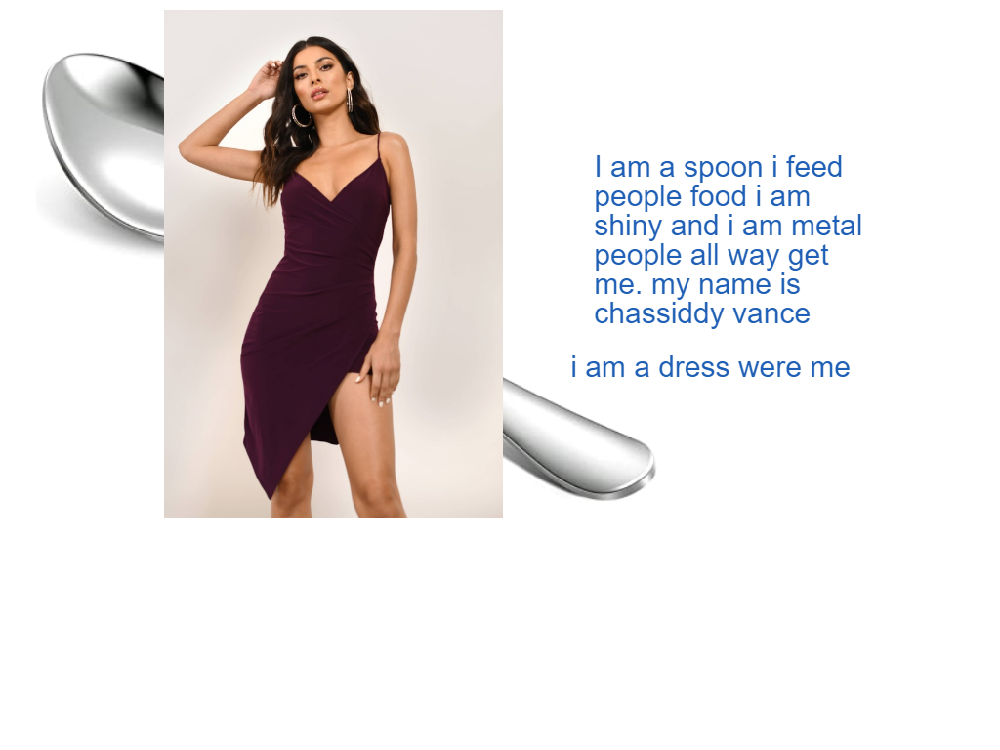 I am a spoon i feed
people food i am
shiny and i am metal
people all way get
me. my name is
chassiddy vance
i am a dress were me